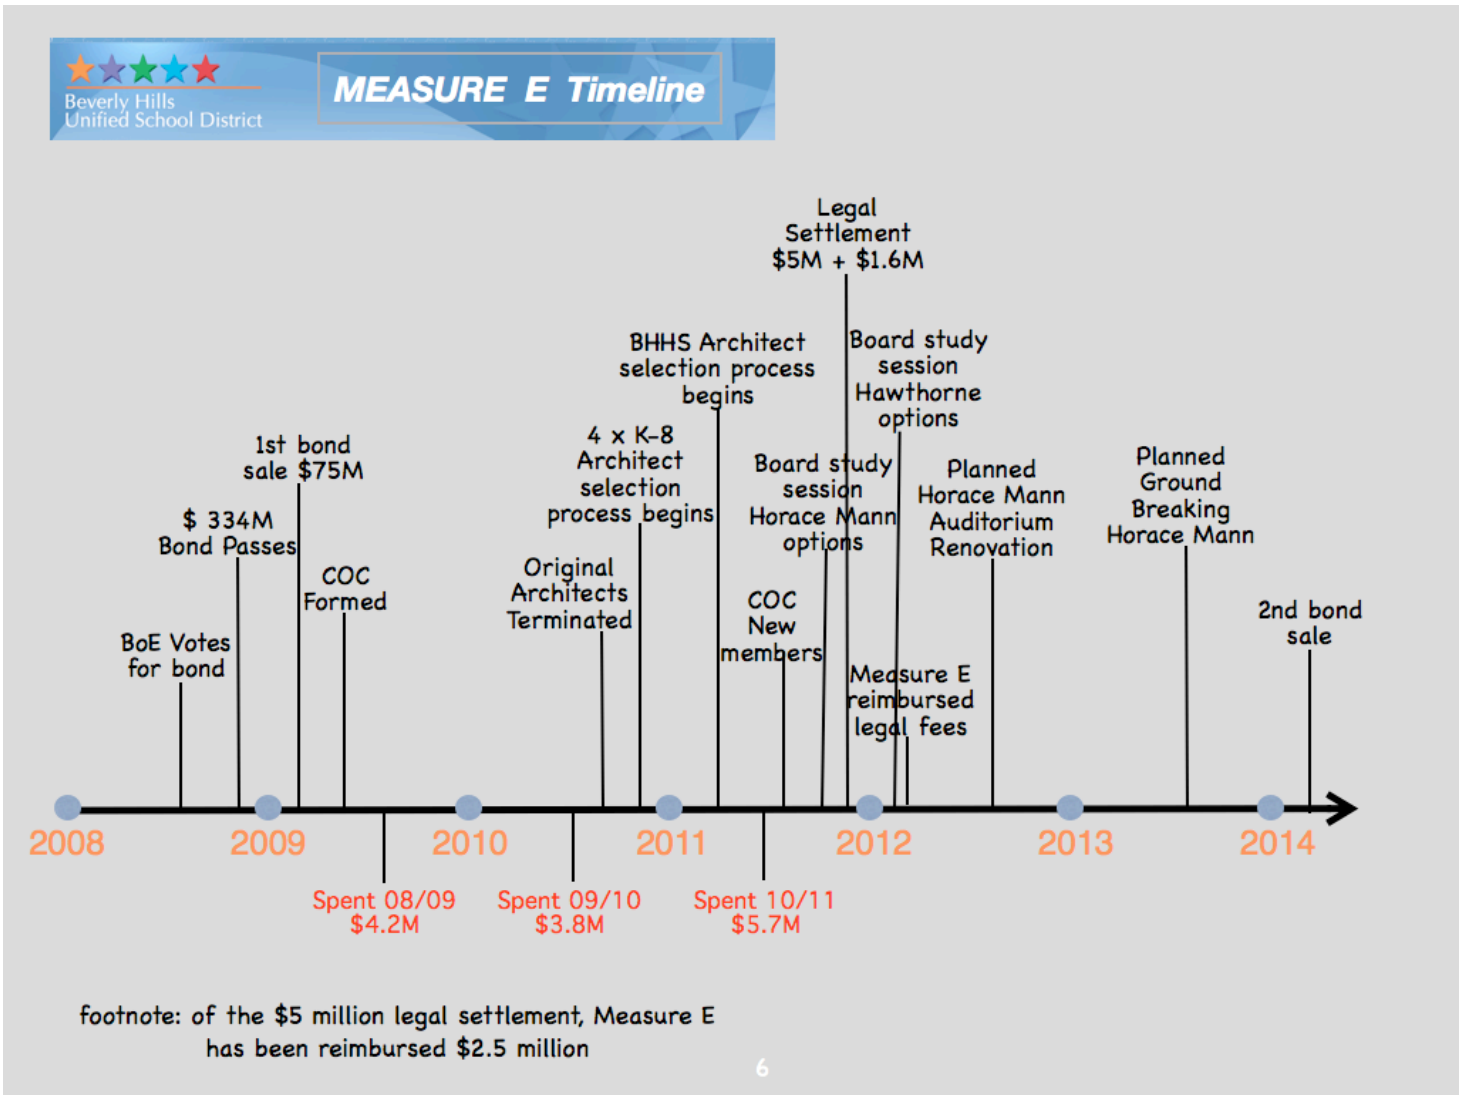 Beverly Hills
Unified School District
MEASURE E Timeline
Legal
Settlement
$5M + $1.6M
BHHS Architect
selection process
begins
Board study
session
Hawthorne
options
4 x K-8
Architect
selection
process begins
1st bond
sale $75M
Board study
session
Horace Mann
options
Planned
Horace Mann
Auditorium
Renovation
Planned
Ground
Breaking
Horace Mann
$ 334M
Bond Passes
COC
Formed
Original
Architects
Terminated
COC
New
members
2nd bond
sale
BoE Votes
for bond
Measure E
reimbursed
legal fees
2008
2009
2010
2011
2012
2013
2014
Spent 08/09
$4.2M
Spent 09/10
$3.8M
Spent 10/11
$5.7M
footnote: of the $5 million legal settlement, Measure E
has been reimbursed $2.5 million
6